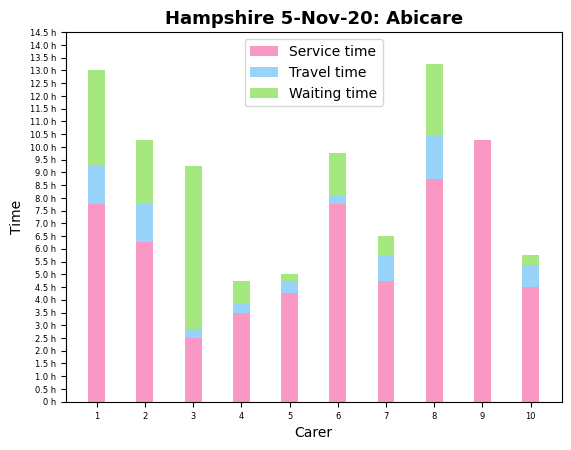 Hampshire 5-Nov-20: Abicare
Service time
Travel time
Waiting time
Time
14.5 h
14.0 h
13.5 h
13.0 h
12.5 h
12.0 h
11.5 h
11.0 h
10.5 h
10.0 h
9.5 h
9.0 h
8.5 h
8.0 h
7.5 h
7.0 h
6.5 h
6.0 h
5.5 h
5.0 h
4.5 h
4.0 h
3.5 h
3.0 h
2.5 h
2.0 h
1.5 h
1.0 h
0.5 h
0 h
1 2 3 4 5 6 7 8 9 10
Carer